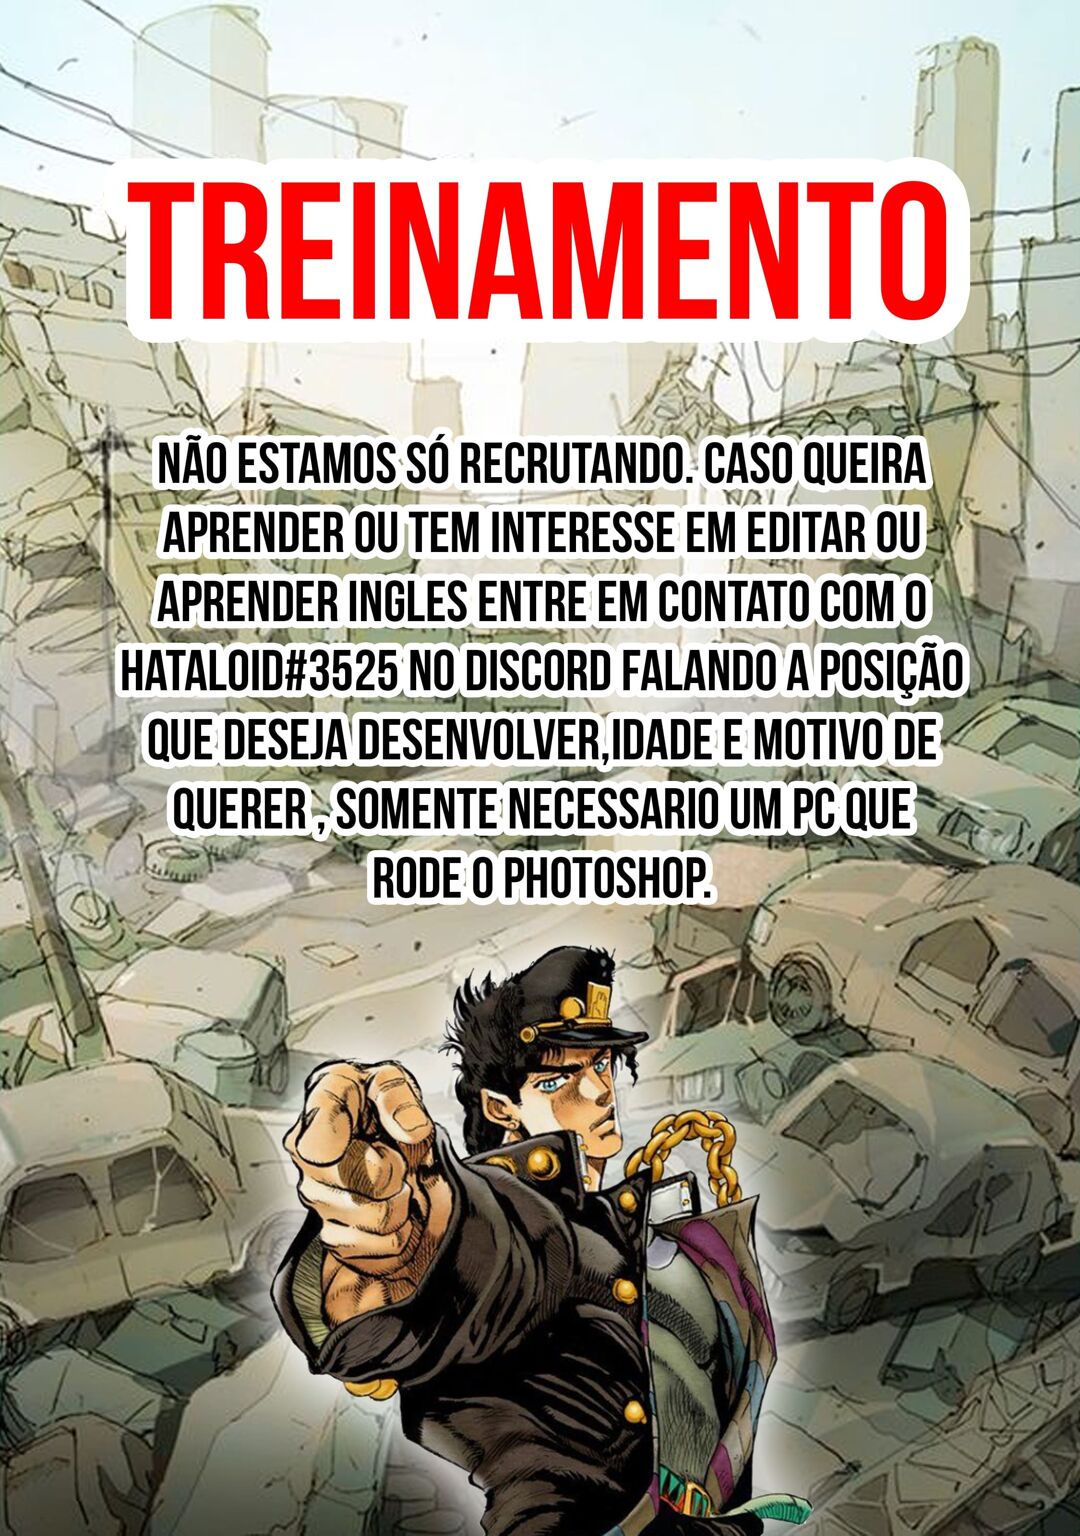 TREINAMENTO
NÃO ESTAMOS SÓ RECRUTANDO. CASO QUEIRA
APRENDER OU TEM INTERESSE EM EDITAR OU
APRENDER INGLES ENTRE EM CONTATO COM O
HATALOID#3525 NO DISCORD FALANDO A POSIÇÃO
QUE DESEJA DESENVOLVER,IDADE E MOTIVO DE
QUERER , SOMENTE NECESSARIO UM PC QUE
RODE O PHOTOSHOP.